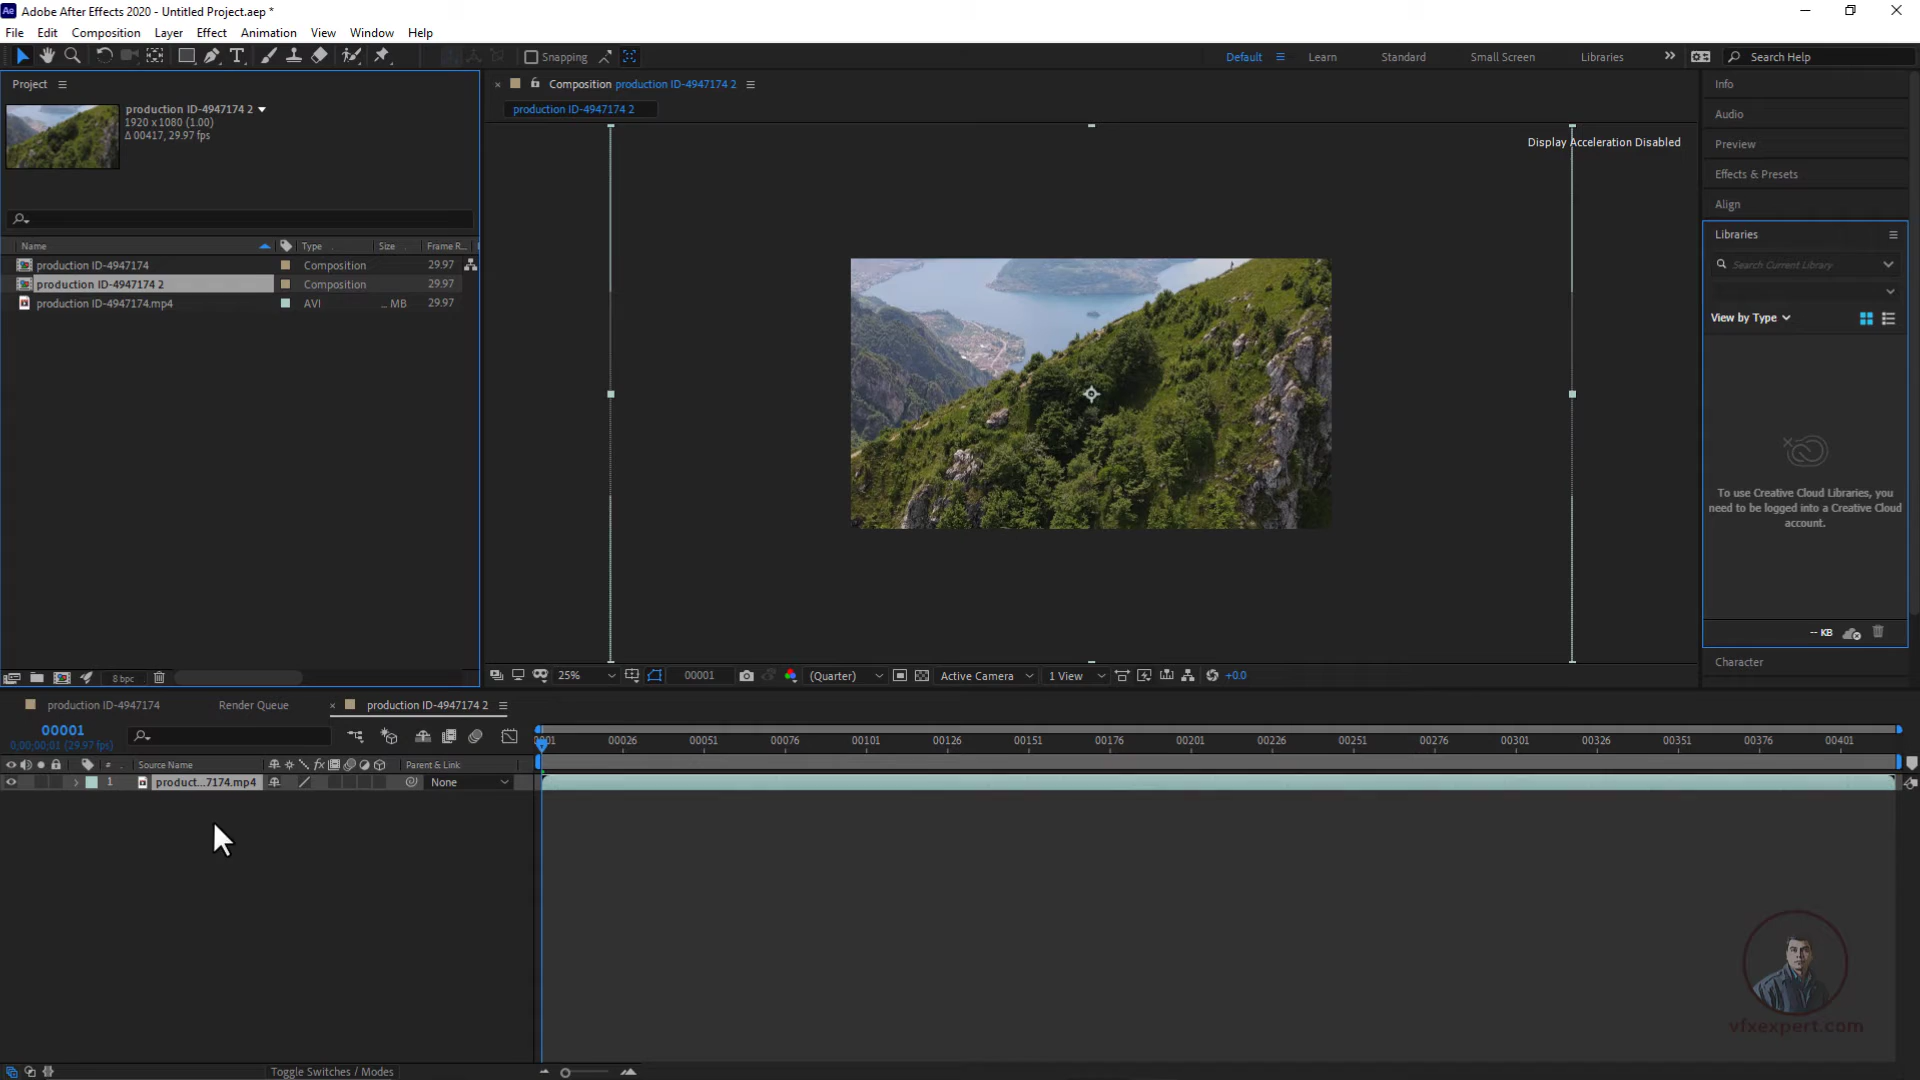 Adobe After Effects 2020 - Untitled Project.aep *
File Edit Composition Layer Effect Animation View Window Help
Snapping
Default
Learn
Standard
Small Screen
Libraries
Search Help
Project
production ID-4947174 2
1920 x 1080 (1.00)
Δ 00417, 29.97 fps
Name Type Size Frame R...
production ID-4947174 Composition 29.97
production ID-4947174 2 Composition 29.97
production ID-4947174.mp4 AVI ... MB 29.97
8 bpc
Composition production ID-4947174 2
production ID-4947174 2
Display Acceleration Disabled
25%
00001
(Quarter)
Active Camera
1 View
+0.0
Info
Audio
Preview
Effects & Presets
Align
Libraries
Search Current Library
View by Type
To use Creative Cloud Libraries, you
need to be logged into a Creative Cloud
account.
-- KB
Character
production ID-4947174
Render Queue
production ID-4947174 2
00001
0;00;00;01 (29.97 fps)
# Source Name Parent & Link
1 product...7174.mp4 None
00026 00051 00076 00101 00126 00151 00176 00201 00226 00251 00276 00301 00326 00351 00376 00401
Toggle Switches / Modes
vfxexpert.com